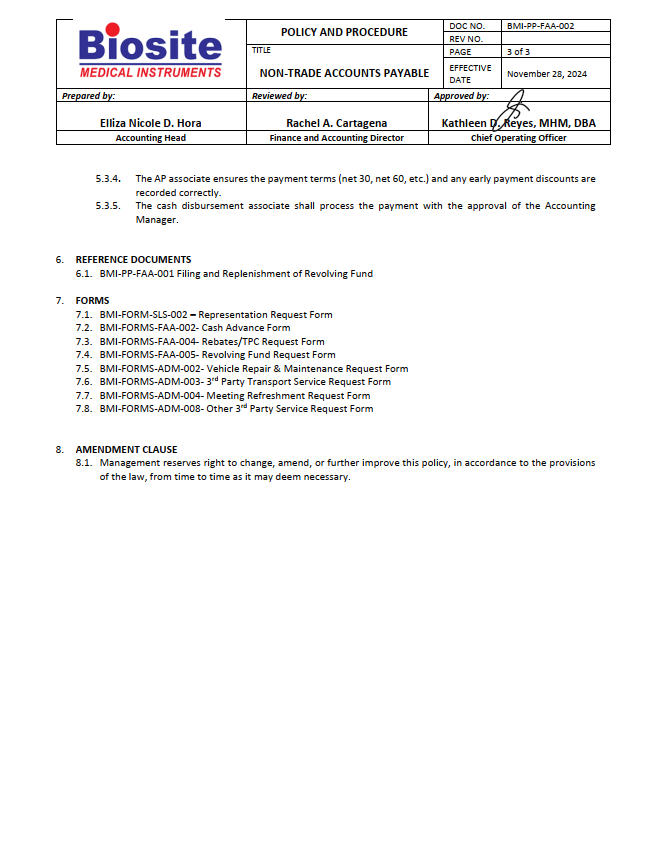 Biosite
MEDICAL INSTRUMENTS
POLICY AND PROCEDURE
TITLE
NON-TRADE ACCOUNTS PAYABLE
DOC NO. BMI-PP-FAA-002
REV NO.
PAGE 3 of 3
EFFECTIVE
DATE
November 28, 2024
Prepared by: Reviewed by: Approved by:
Elliza Nicole D. Hora Rachel A. Cartagena Kathleen D. Reyes, MHM, DBA
Accounting Head Finance and Accounting Director Chief Operating Officer
5.3.4. The AP associate ensures the payment terms (net 30, net 60, etc.) and any early payment discounts are
recorded correctly.
5.3.5. The cash disbursement associate shall process the payment with the approval of the Accounting
Manager.
6. REFERENCE DOCUMENTS
6.1. BMI-PP-FAA-001 Filing and Replenishment of Revolving Fund
7. FORMS
7.1. BMI-FORM-SLS-002 – Representation Request Form
7.2. BMI-FORMS-FAA-002- Cash Advance Form
7.3. BMI-FORMS-FAA-004- Rebates/TPC Request Form
7.4. BMI-FORMS-FAA-005- Revolving Fund Request Form
7.5. BMI-FORMS-ADM-002- Vehicle Repair & Maintenance Request Form
7.6. BMI-FORMS-ADM-003- 3rd Party Transport Service Request Form
7.7. BMI-FORMS-ADM-004- Meeting Refreshment Request Form
7.8. BMI-FORMS-ADM-008- Other 3rd Party Service Request Form
8. AMENDMENT CLAUSE
8.1. Management reserves right to change, amend, or further improve this policy, in accordance to the provisions
of the law, from time to time as it may deem necessary.